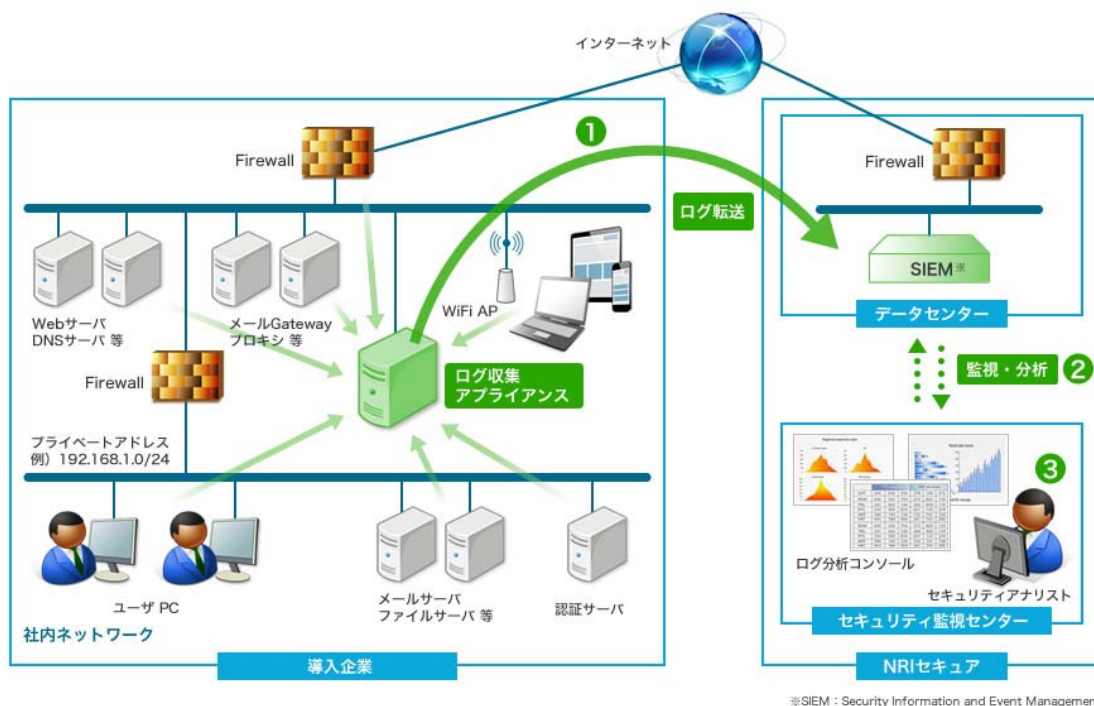 インターネット
Firewall
❶
ログ転送
Firewall
SIEM※
データセンター
Webサーバ
DNSサーバ 等
メールGateway
プロキシ 等
WiFi AP
ログ収集
アプライアンス
Firewall
監視・分析 ❷
プライベートアドレス
例）192.168.1.0/24
❸
ログ分析コンソール
セキュリティアナリスト
セキュリティ監視センター
ユーザ PC
メールサーバ
ファイルサーバ 等
認証サーバ
社内ネットワーク
導入企業
NRIセキュア
※SIEM：Security Information and Event Managemen